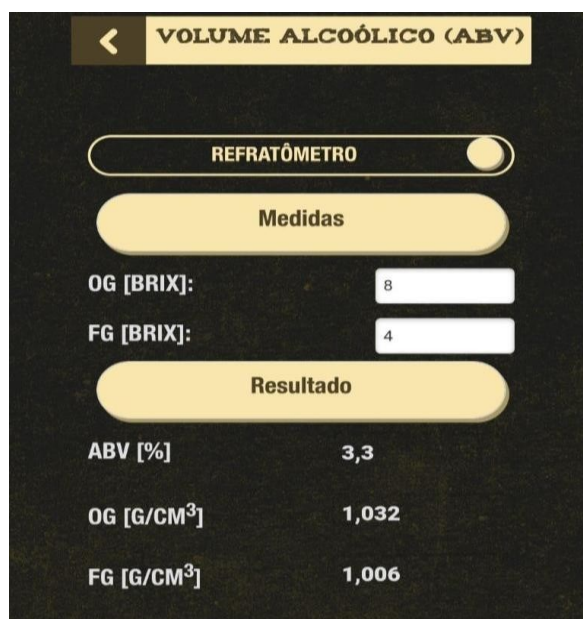 VOLUME ALCOÓLICO (ABV)
REFRATÔMETRO
Medidas
OG [BRIX]: 8
FG [BRIX]: 4
Resultado
ABV [%] 3,3
OG [G/CM³] 1,032
FG [G/CM³] 1,006